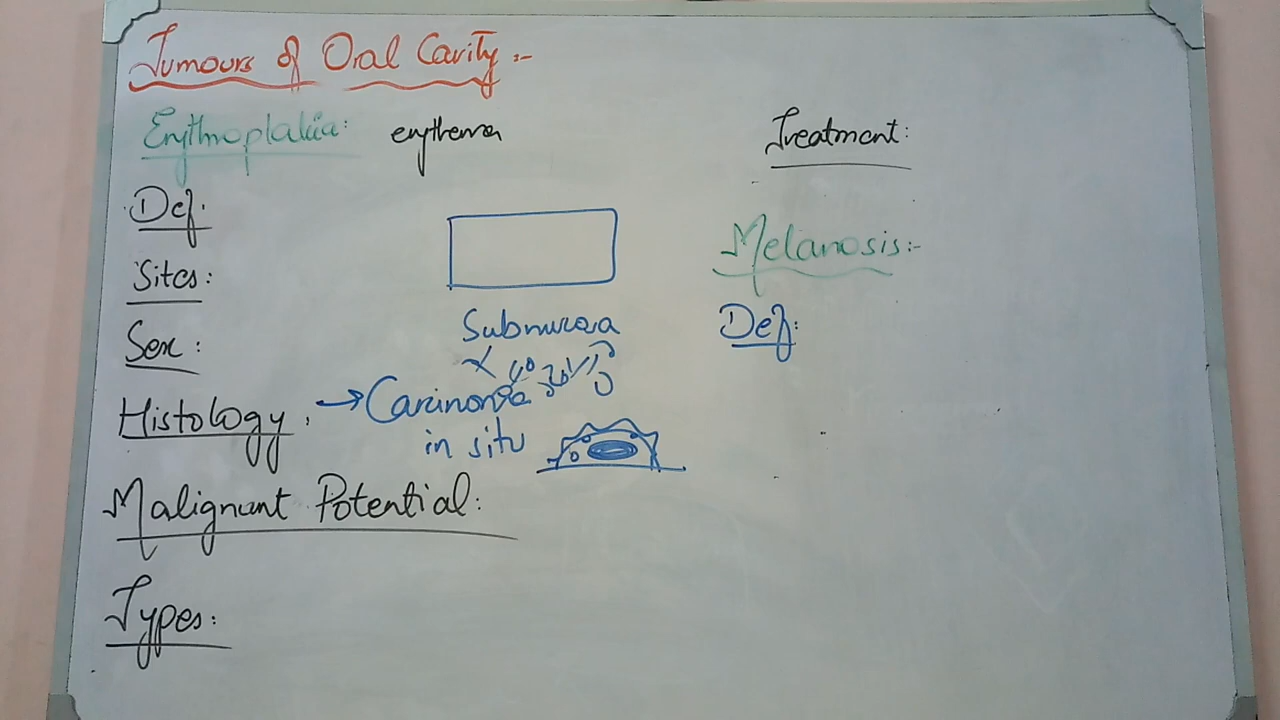 Tumours of Oral Cavity :-
Erythroplakia: erythema
Def.
Sites:
Sex:
Histology. → Carcinoma
in situ
Submucosa
Malignant Potential:
Types:
Treatment:
Melanosis:-
Def: